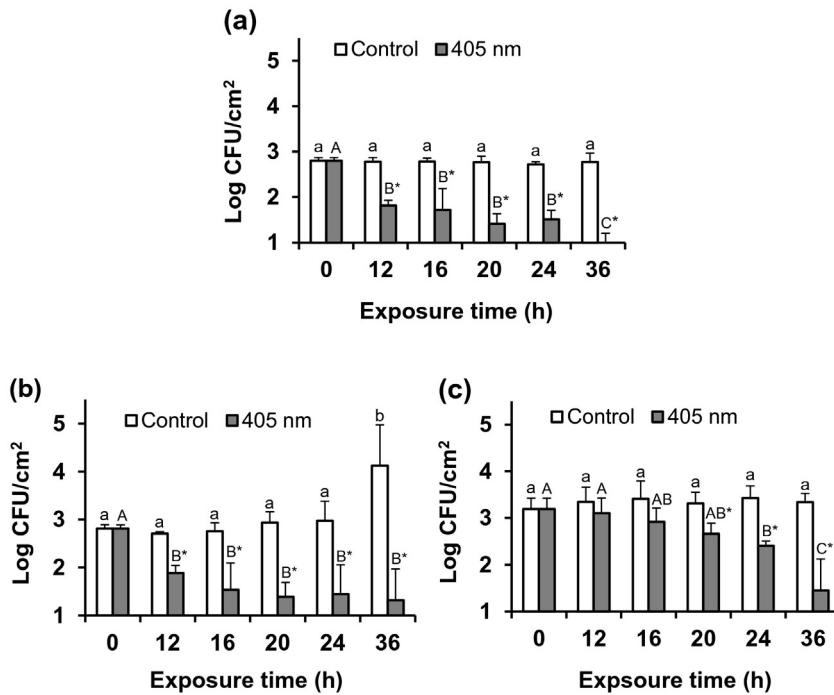 (a)
Control 405 nm
Log CFU/cm²
5
4
3
2
1
a A a B* a B* a B* a B* a C*
0 12 16 20 24 36
Exposure time (h)
(b)
Control 405 nm
Log CFU/cm²
5
4
3
2
1
a A a B* a B* a B* a B* b B*
0 12 16 20 24 36
Exposure time (h)
(c)
Control 405 nm
Log CFU/cm²
5
4
3
2
1
a A a A a AB a AB* a B* a C*
0 12 16 20 24 36
Expsoure time (h)